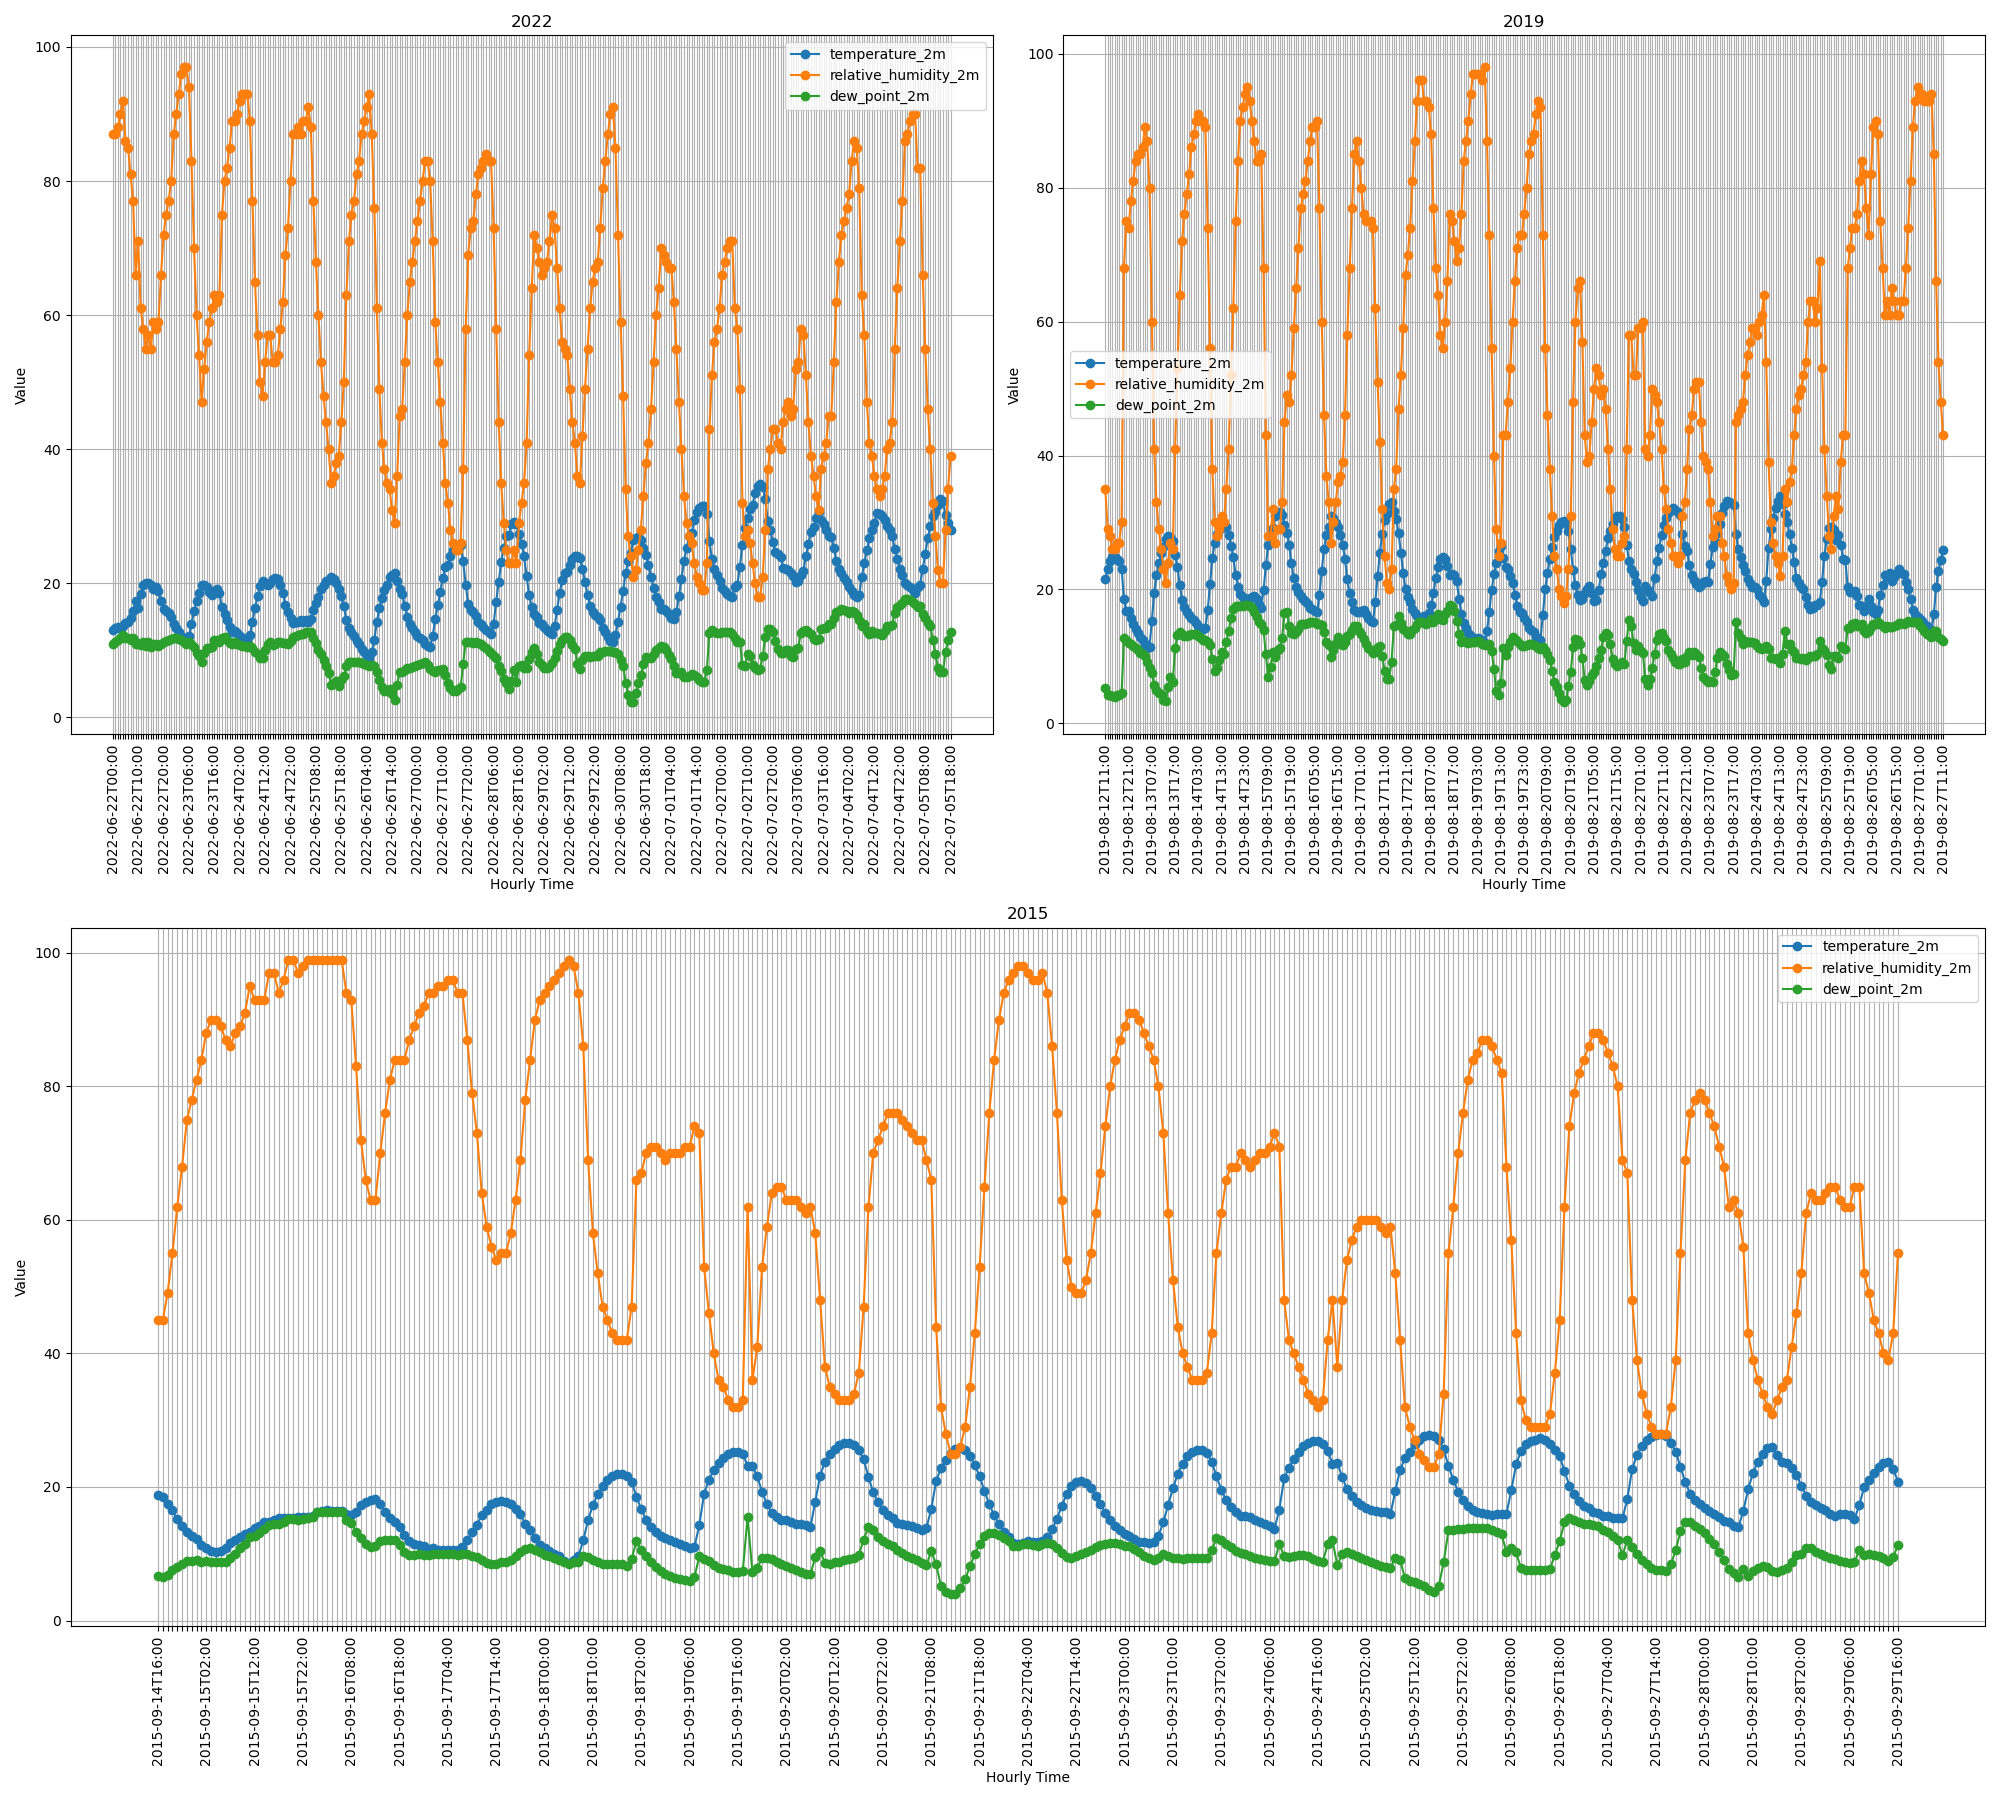 2022
100
80
60
40
20
0
Value
temperature_2m
relative_humidity_2m
dew_point_2m
2022-06-22T00:00
2022-06-22T10:00
2022-06-22T20:00
2022-06-23T06:00
2022-06-23T16:00
2022-06-24T02:00
2022-06-24T12:00
2022-06-24T22:00
2022-06-25T08:00
2022-06-25T18:00
2022-06-26T04:00
2022-06-26T14:00
2022-06-27T00:00
2022-06-27T10:00
2022-06-27T20:00
2022-06-28T06:00
2022-06-28T16:00
2022-06-29T02:00
2022-06-29T12:00
2022-06-29T22:00
2022-06-30T08:00
2022-06-30T18:00
2022-07-01T04:00
2022-07-01T14:00
2022-07-02T00:00
2022-07-02T10:00
2022-07-02T20:00
2022-07-03T06:00
2022-07-03T16:00
2022-07-04T02:00
2022-07-04T12:00
2022-07-04T22:00
2022-07-05T08:00
2022-07-05T18:00
Hourly Time
2019
100
80
60
40
20
0
Value
temperature_2m
relative_humidity_2m
dew_point_2m
2019-08-12T11:00
2019-08-12T21:00
2019-08-13T07:00
2019-08-13T17:00
2019-08-14T03:00
2019-08-14T13:00
2019-08-14T23:00
2019-08-15T09:00
2019-08-15T19:00
2019-08-16T05:00
2019-08-16T15:00
2019-08-17T01:00
2019-08-17T11:00
2019-08-17T21:00
2019-08-18T07:00
2019-08-18T17:00
2019-08-19T03:00
2019-08-19T13:00
2019-08-19T23:00
2019-08-20T09:00
2019-08-20T19:00
2019-08-21T05:00
2019-08-21T15:00
2019-08-22T01:00
2019-08-22T11:00
2019-08-22T21:00
2019-08-23T07:00
2019-08-23T17:00
2019-08-24T03:00
2019-08-24T13:00
2019-08-24T23:00
2019-08-25T09:00
2019-08-25T19:00
2019-08-26T05:00
2019-08-26T15:00
2019-08-27T01:00
2019-08-27T11:00
Hourly Time
2015
100
80
60
40
20
0
Value
temperature_2m
relative_humidity_2m
dew_point_2m
2015-09-14T16:00
2015-09-15T02:00
2015-09-15T12:00
2015-09-15T22:00
2015-09-16T08:00
2015-09-16T18:00
2015-09-17T04:00
2015-09-17T14:00
2015-09-18T00:00
2015-09-18T10:00
2015-09-18T20:00
2015-09-19T06:00
2015-09-19T16:00
2015-09-20T02:00
2015-09-20T12:00
2015-09-20T22:00
2015-09-21T08:00
2015-09-21T18:00
2015-09-22T04:00
2015-09-22T14:00
2015-09-23T00:00
2015-09-23T10:00
2015-09-23T20:00
2015-09-24T06:00
2015-09-24T16:00
2015-09-25T02:00
2015-09-25T12:00
2015-09-25T22:00
2015-09-26T08:00
2015-09-26T18:00
2015-09-27T04:00
2015-09-27T14:00
2015-09-28T00:00
2015-09-28T10:00
2015-09-28T20:00
2015-09-29T06:00
2015-09-29T16:00
Hourly Time